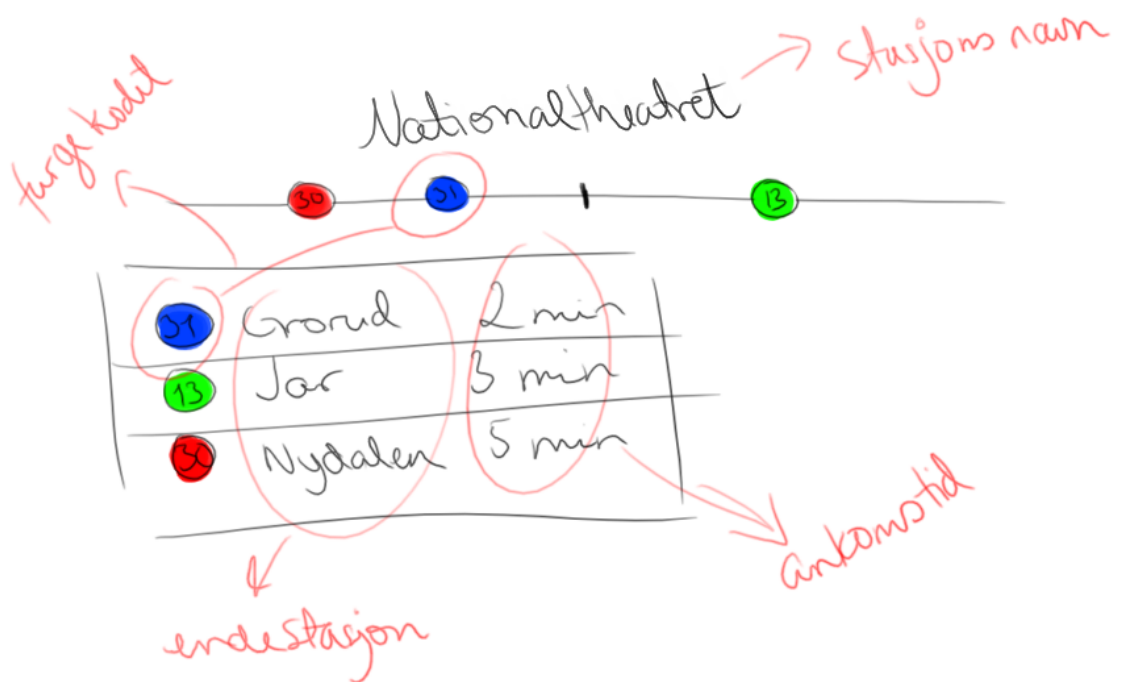 stasjons navn
Nationaltheatret
farge kodet
30 31 13
31 Grorud 2 min
13 Jar 3 min
30 Nydalen 5 min
ankomstid
endestasjon